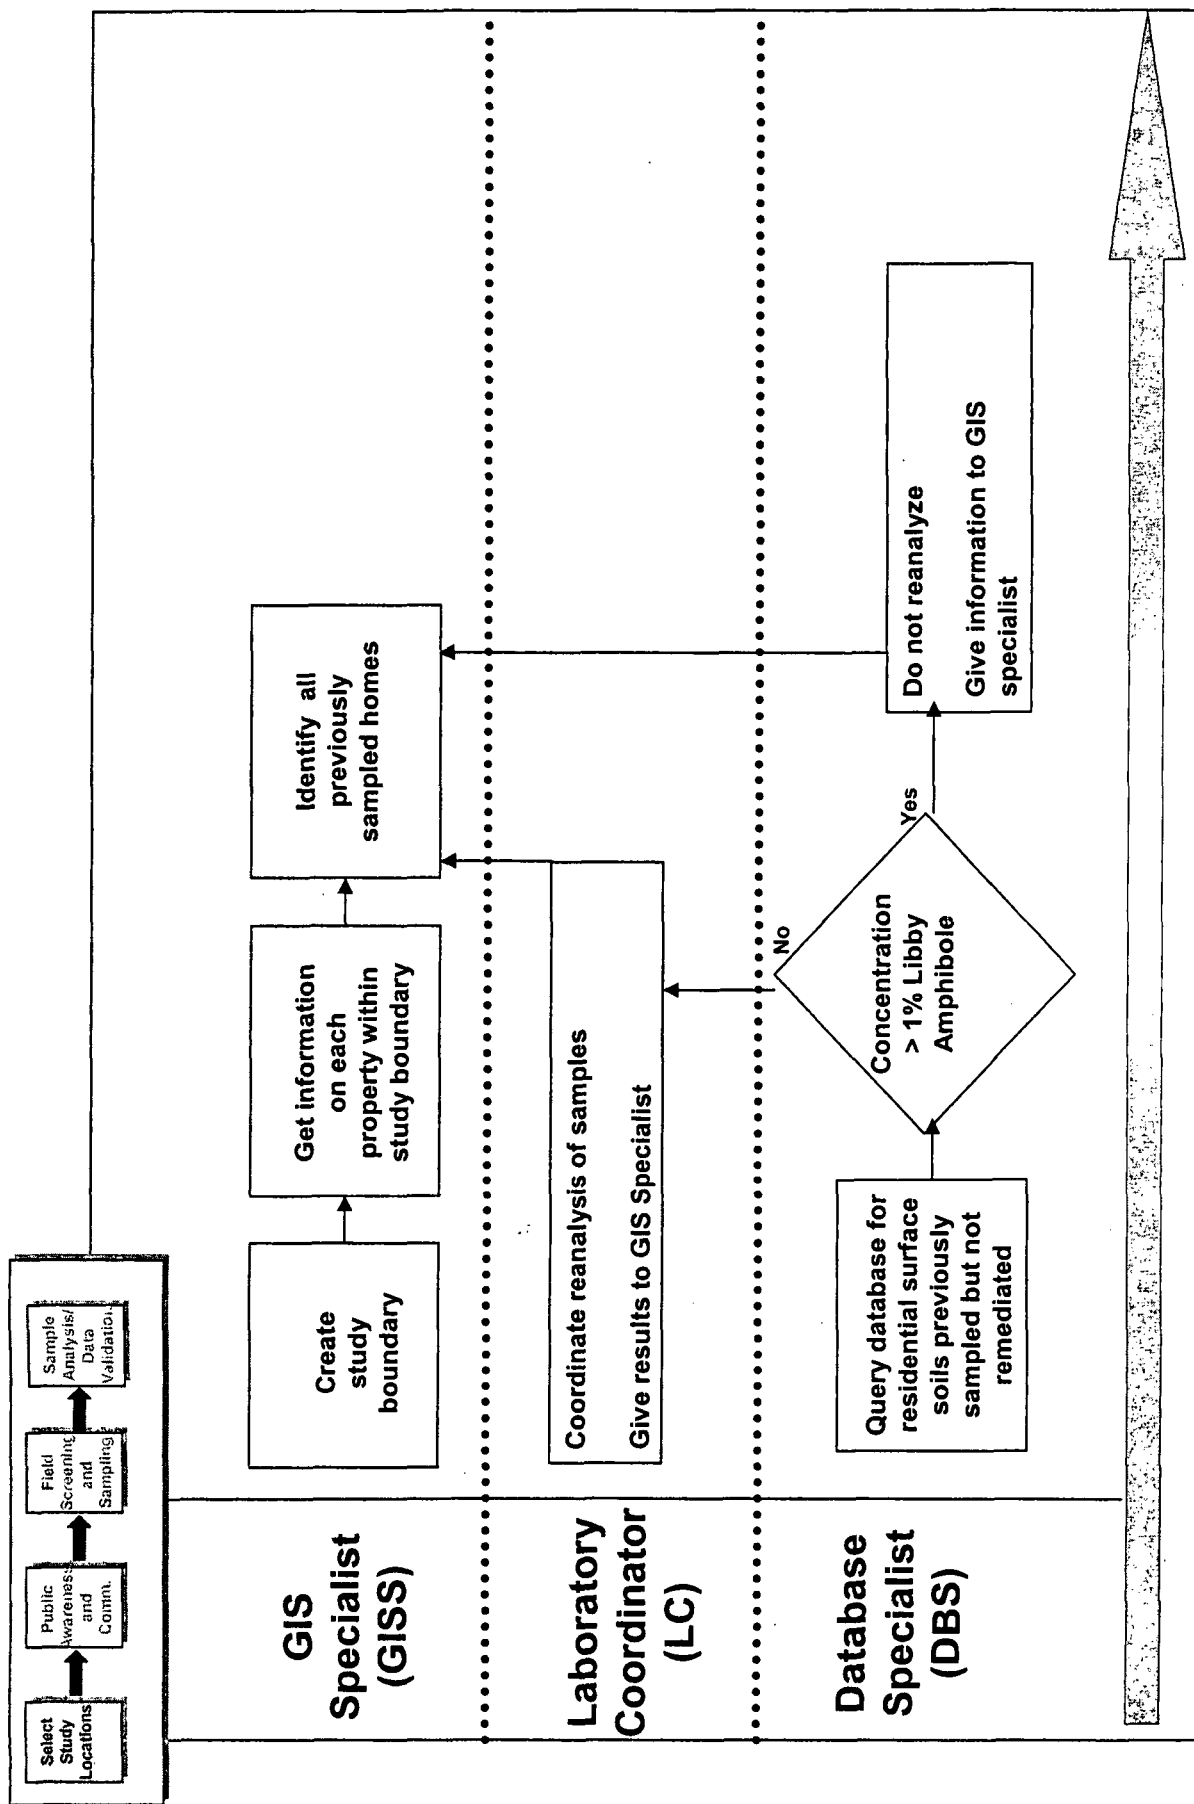 Select
Study
Locations
Public
Awareness
and
Comm.
Field
Screening
and
Sampling
Sample
Analysis/
Data
Validation
GIS
Specialist
(GISS)
Create
study
boundary
Get information
on each
property within
study boundary
Identify all
previously
sampled homes
Laboratory
Coordinator
(LC)
Coordinate reanalysis of samples
Give results to GIS Specialist
Database
Specialist
(DBS)
Query database for
residential surface
soils previously
sampled but not
remediated
Concentration
> 1% Libby
Amphibole
No
Yes
Do not reanalyze
Give information to GIS
specialist